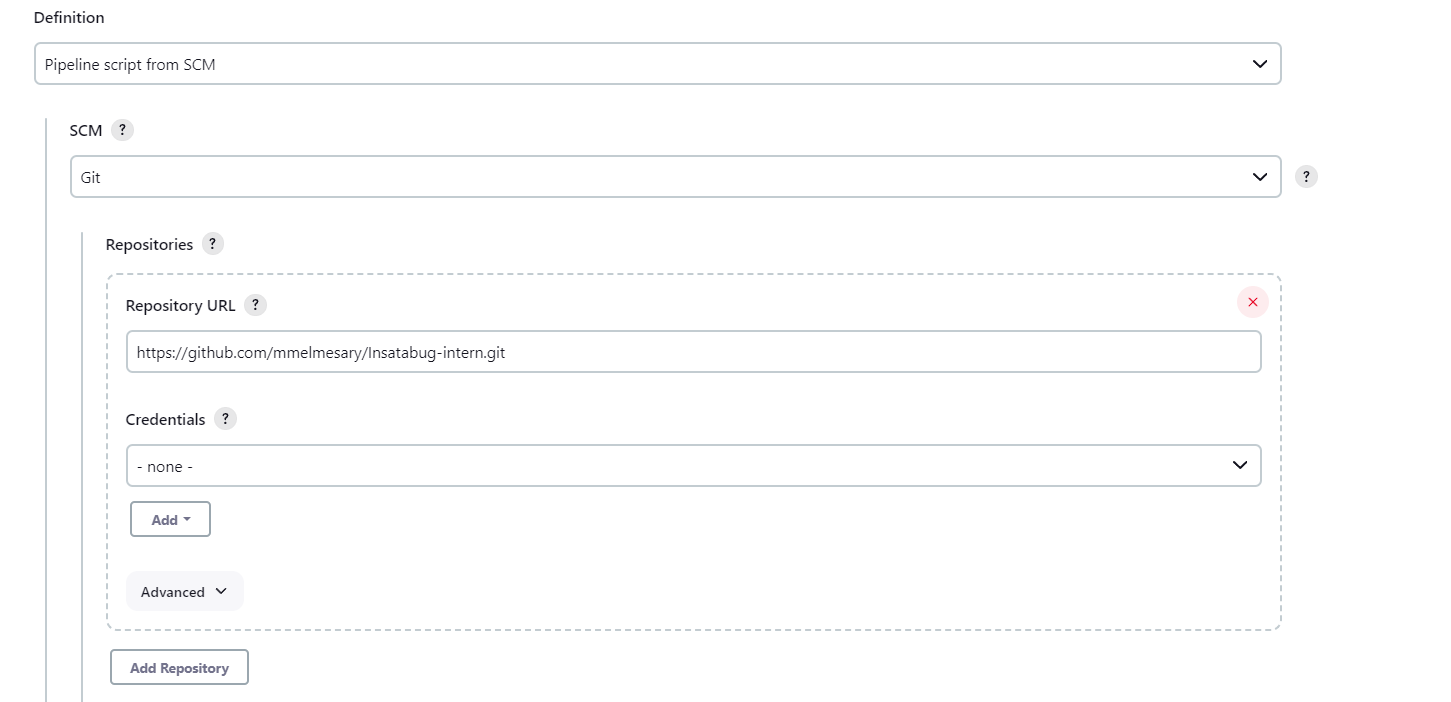 Definition
Pipeline script from SCM
SCM ?
Git
?
Repositories ?
Repository URL ?
https://github.com/mmelmesary/Insatabug-intern.git
Credentials ?
- none -
Add
Advanced
Add Repository